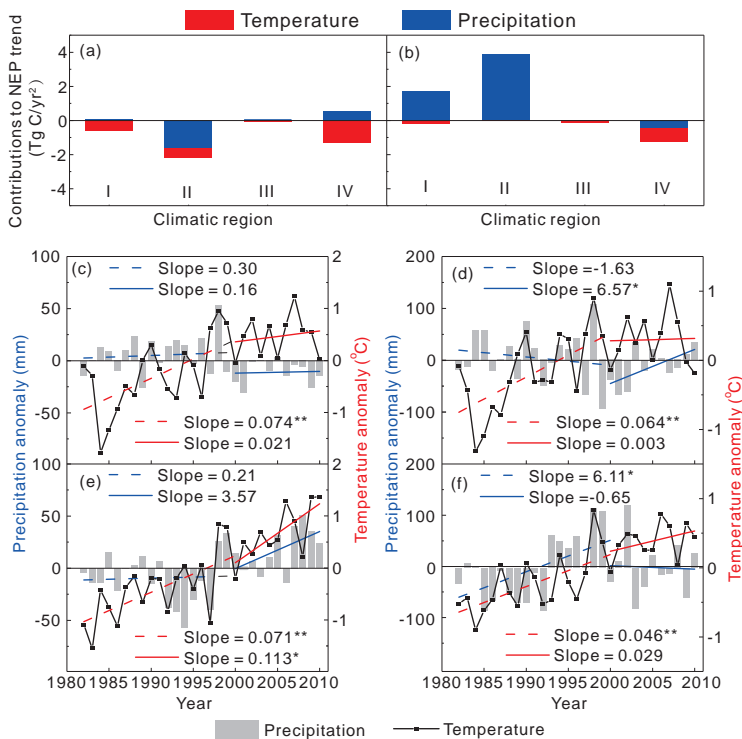 Temperature Precipitation
Contributions to NEP trend
(Tg C/yr²)
4
2
0
-2
-4
(a)
I II III IV
Climatic region
(b)
I II III IV
Climatic region
Precipitation anomaly (mm)
100
50
0
-50
100
(c)
Slope = 0.30
Slope = 0.16
Slope = 0.074**
Slope = 0.021
2
1
0
-1
2
Temperature anomaly (°C)
Precipitation anomaly (mm)
200
100
0
-100
200
(d)
Slope =-1.63
Slope = 6.57*
Slope = 0.064**
Slope = 0.003
1
0
-1
Temperature anomaly (°C)
(e)
Slope = 0.21
Slope = 3.57
Slope = 0.071**
Slope = 0.113*
50
0
-50
1
0
-1
1980 1985 1990 1995 2000 2005 2010
Year
(f)
Slope = 6.11*
Slope =-0.65
Slope = 0.046**
Slope = 0.029
100
0
-100
1
0
-1
1980 1985 1990 1995 2000 2005 2010
Year
Precipitation Temperature